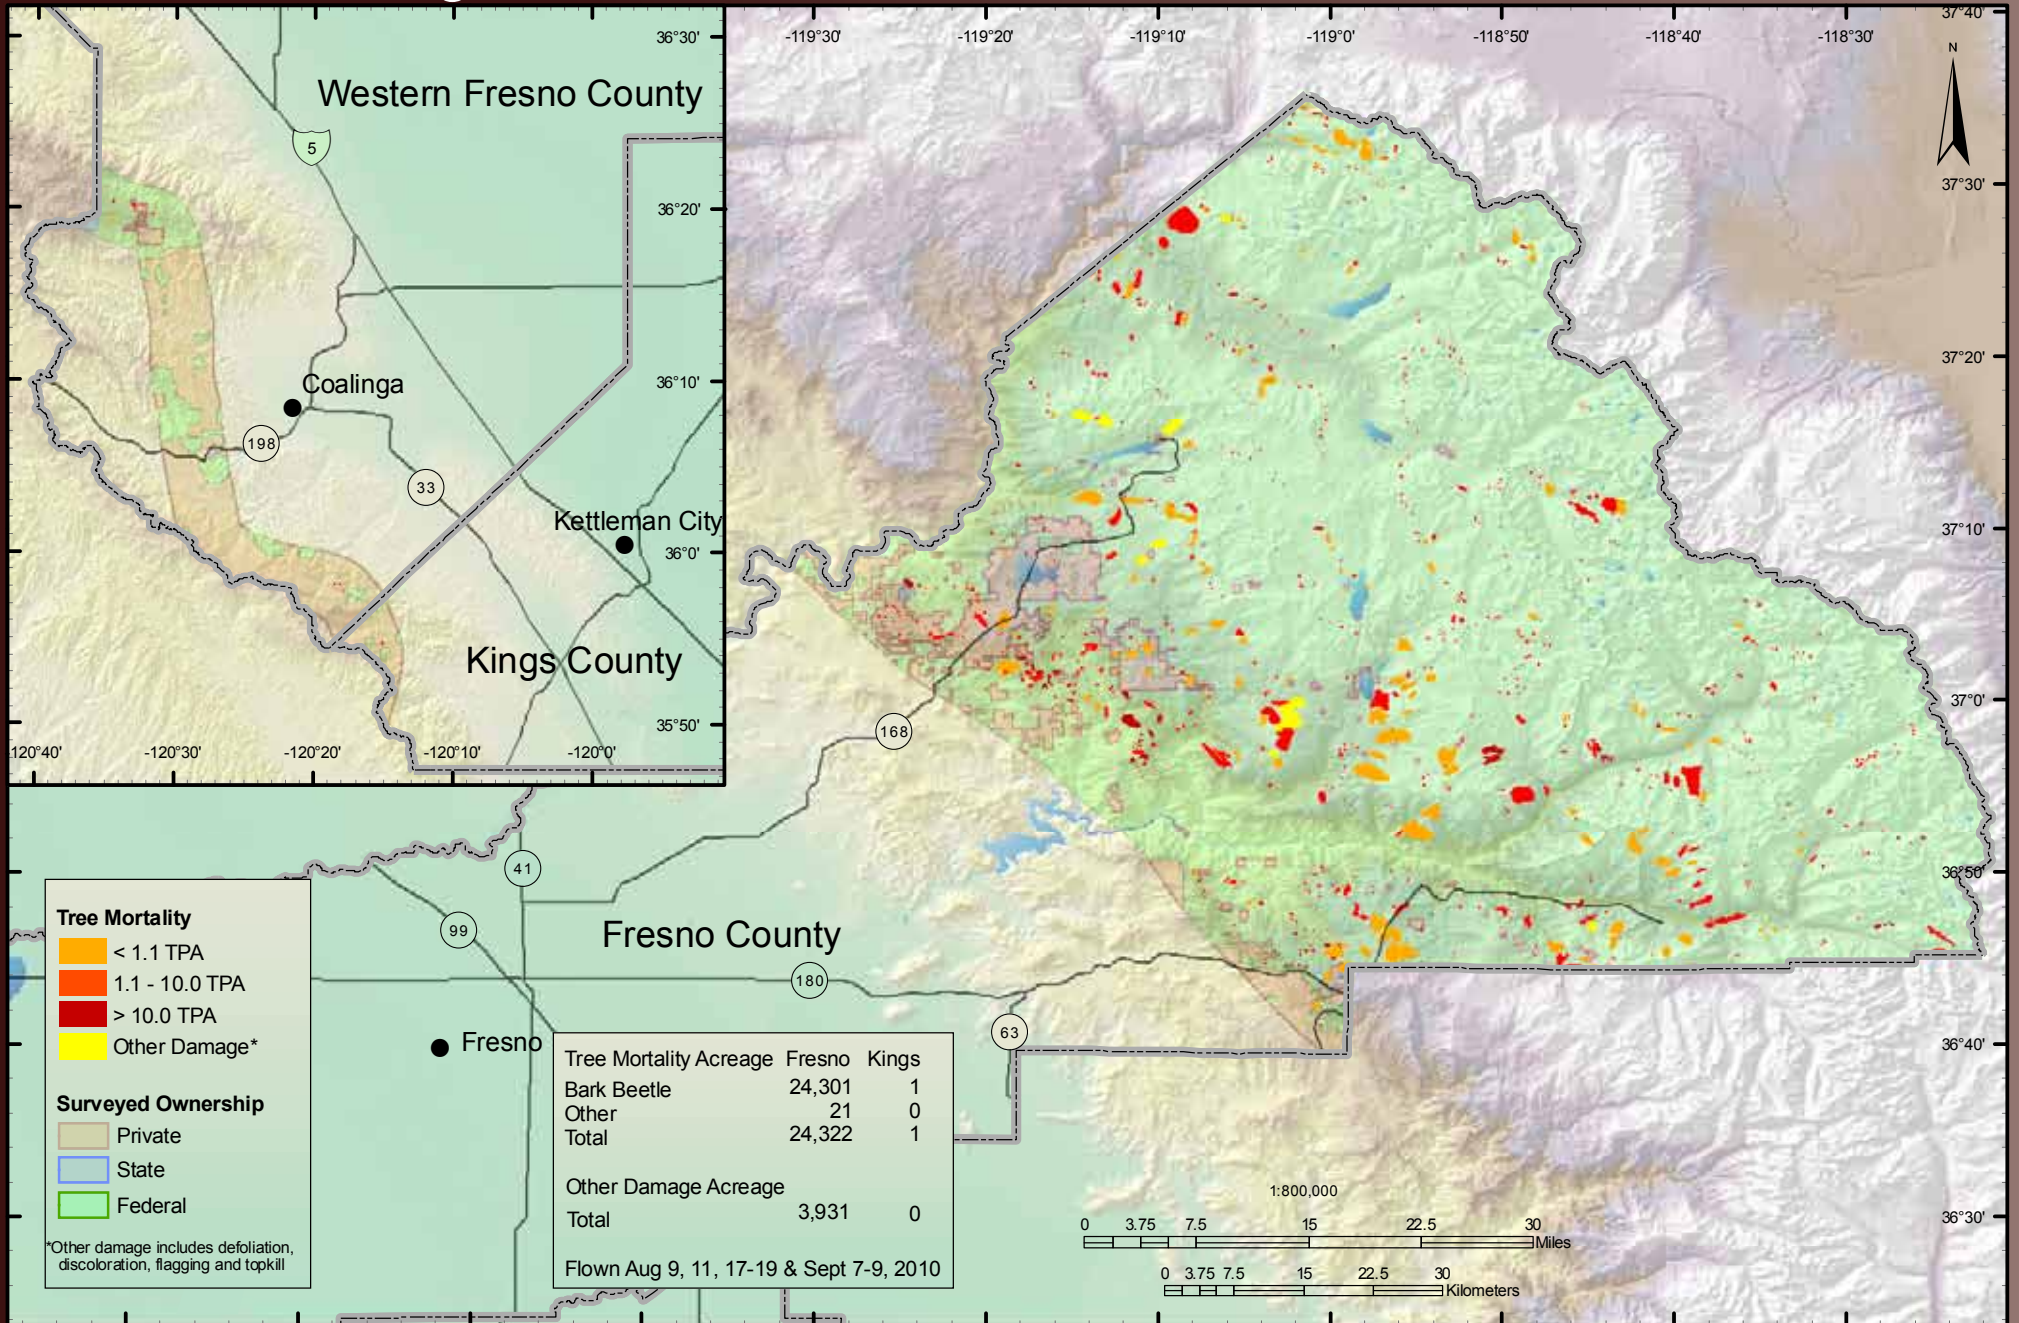 Western Fresno County
5
Coalinga
198
33
Kettleman City
Kings County
36°30'
36°20'
36°10'
36°0'
35°50'
-120°40'
-120°30'
-120°20'
-120°10'
-120°0'
-119°30'
-119°20'
-119°10'
-119°0'
-118°50'
-118°40'
-118°30'
37°40'
N
37°30'
37°20'
37°10'
37°0'
36°50'
36°40'
36°30'
168
41
99
Fresno County
180
63
Fresno
Tree Mortality
< 1.1 TPA
1.1 - 10.0 TPA
> 10.0 TPA
Other Damage*
Surveyed Ownership
Private
State
Federal
*Other damage includes defoliation,
discoloration, flagging and topkill
Tree Mortality Acreage Fresno Kings
Bark Beetle 24,301 1
Other 21 0
Total 24,322 1
Other Damage Acreage
Total 3,931 0
Flown Aug 9, 11, 17-19 & Sept 7-9, 2010
1:800,000
0 3.75 7.5 15 22.5 30
Miles
0 3.75 7.5 15 22.5 30
Kilometers